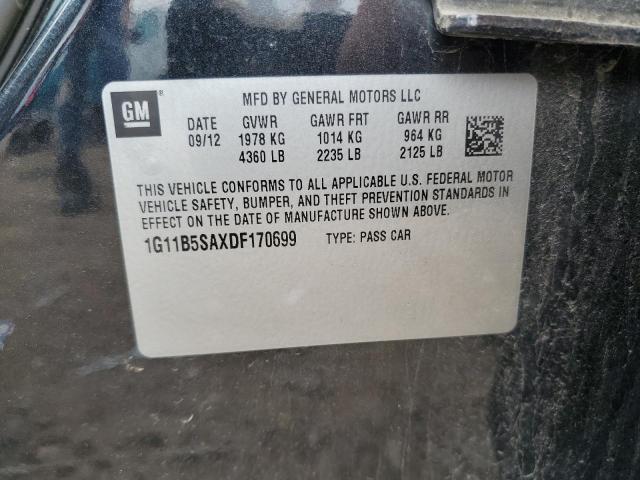 GM ®
MFD BY GENERAL MOTORS LLC
DATE GVWR GAWR FRT GAWR RR
09/12 1978 KG 1014 KG 964 KG
4360 LB 2235 LB 2125 LB
THIS VEHICLE CONFORMS TO ALL APPLICABLE U.S. FEDERAL MOTOR
VEHICLE SAFETY, BUMPER, AND THEFT PREVENTION STANDARDS IN
EFFECT ON THE DATE OF MANUFACTURE SHOWN ABOVE.
1G11B5SAXDF170699 TYPE: PASS CAR